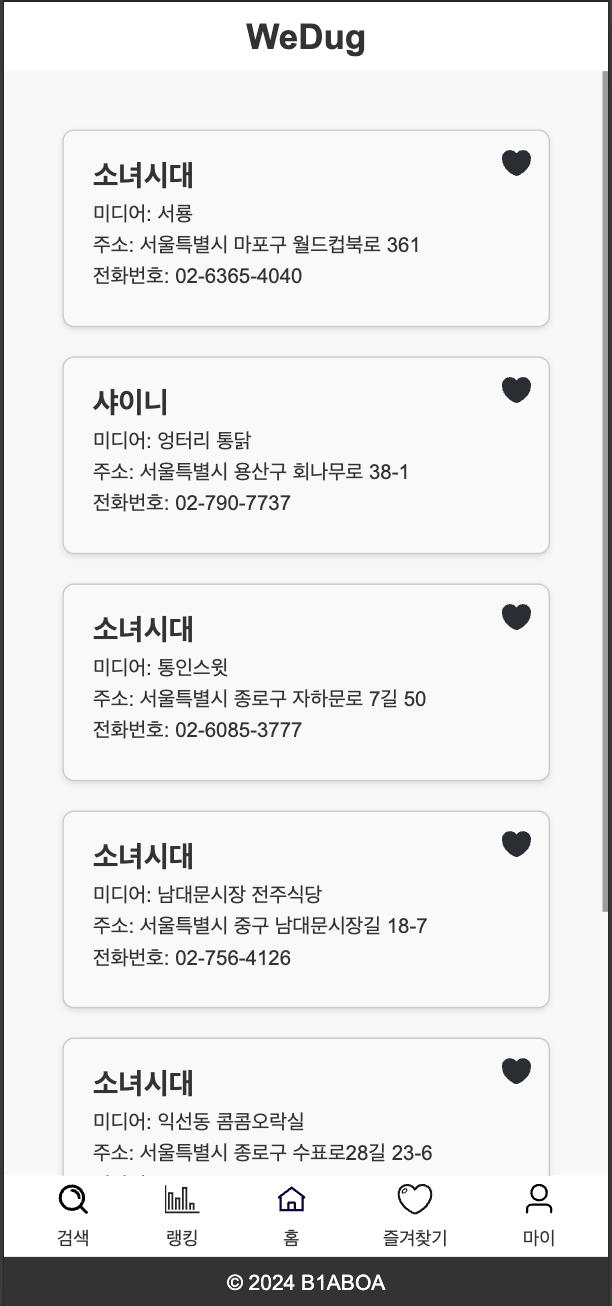 WeDug
소녀시대
미디어: 서룡
주소: 서울특별시 마포구 월드컵북로 361
전화번호: 02-6365-4040
샤이니
미디어: 엉터리 통닭
주소: 서울특별시 용산구 회나무로 38-1
전화번호: 02-790-7737
소녀시대
미디어: 통인스윗
주소: 서울특별시 종로구 자하문로 7길 50
전화번호: 02-6085-3777
소녀시대
미디어: 남대문시장 전주식당
주소: 서울특별시 중구 남대문시장길 18-7
전화번호: 02-756-4126
소녀시대
미디어: 익선동 콤콤오락실
주소: 서울특별시 종로구 수표로28길 23-6
검색 랭킹 홈 즐겨찾기 마이
© 2024 B1ABOA